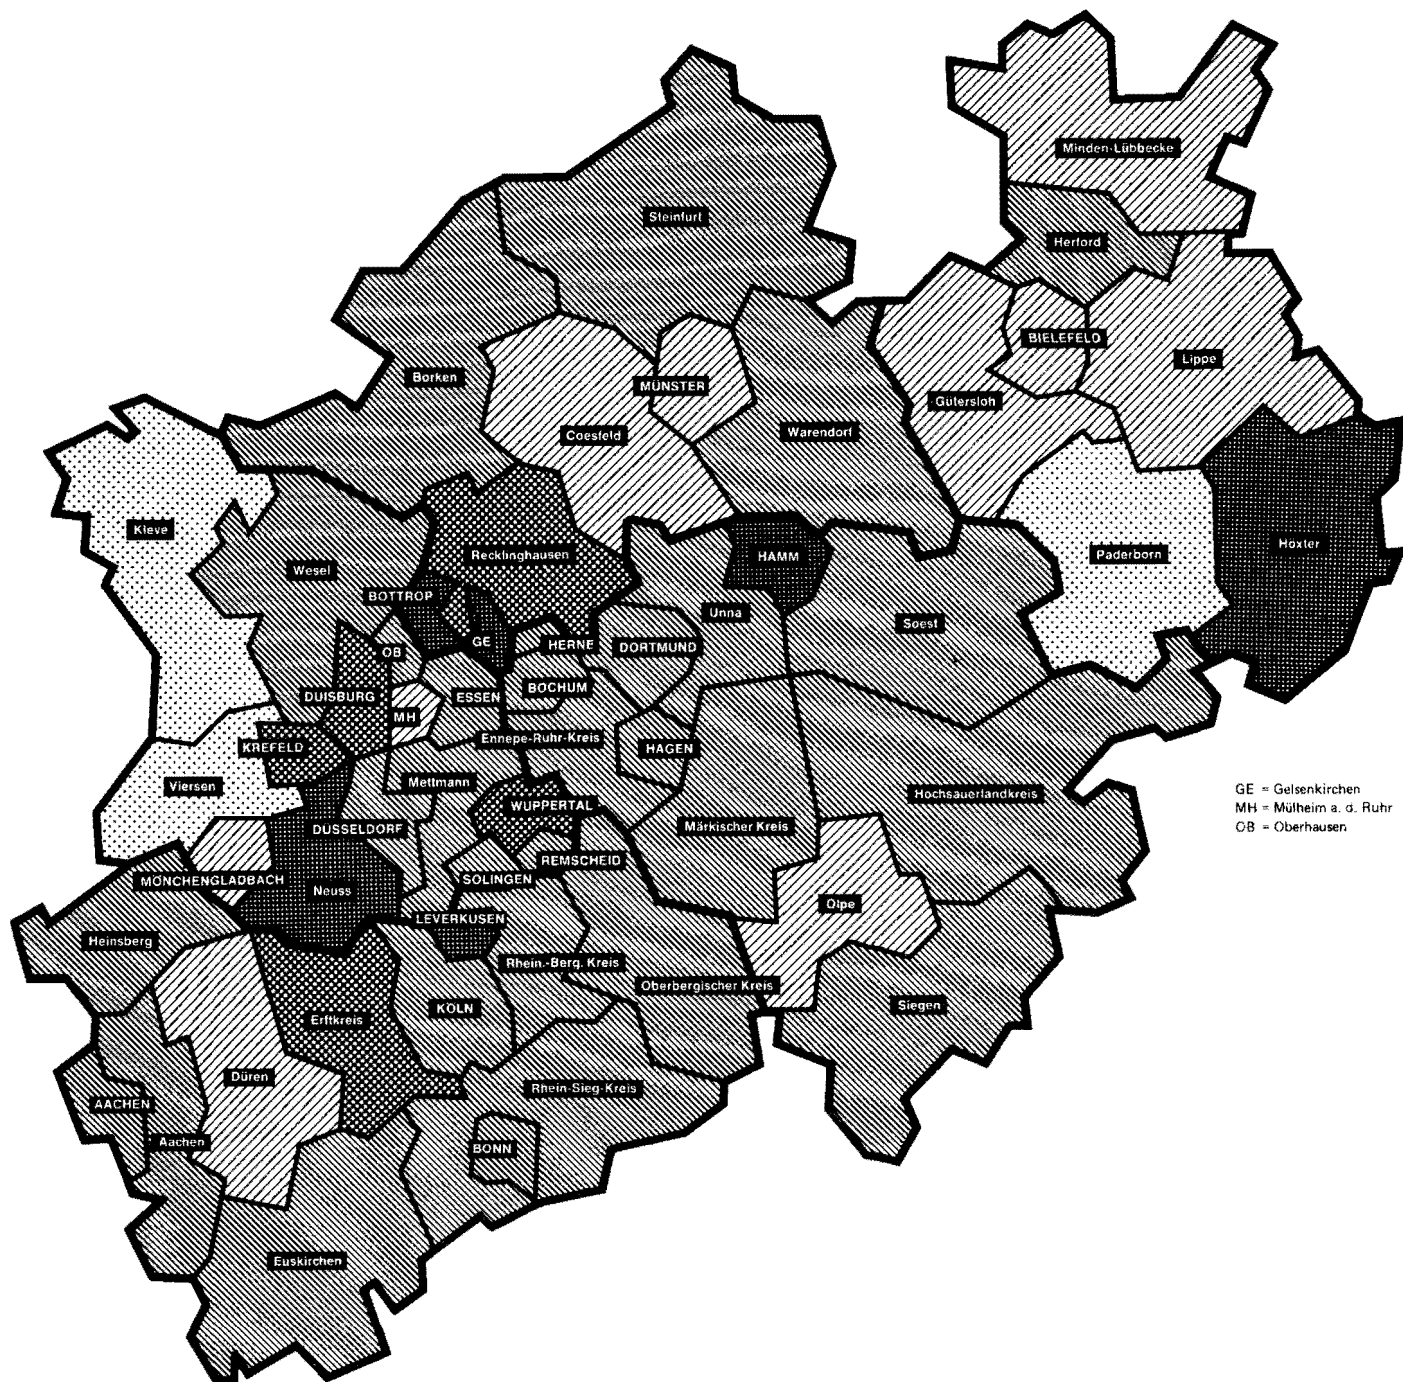 Minden-Lübbecke
Steinfurt
Herford
BIELEFELD
Lippe
Borken
MÜNSTER
Gütersloh
Coesfeld
Warendorf
Kleve
Recklinghausen
HAMM
Paderborn
Höxter
Wesel
BOTTROP
Unna
Soest
GE
OB
HERNE
DORTMUND
DUISBURG
ESSEN
BOCHUM
MH
KREFELD
Ennepe-Ruhr-Kreis
HAGEN
Viersen
Mettmann
Hochsauerlandkreis
GE = Gelsenkirchen
MH = Mülheim a. d. Ruhr
OB = Oberhausen
WUPPERTAL
DÜSSELDORF
Märkischer Kreis
REMSCHEID
MÖNCHENGLADBACH
SOLINGEN
Neuss
Olpe
LEVERKUSEN
Heinsberg
Rhein.-Berg. Kreis
Oberbergischer Kreis
Erftkreis
KÖLN
Siegen
Düren
Rhein-Sieg-Kreis
AACHEN
Aachen
BONN
Euskirchen